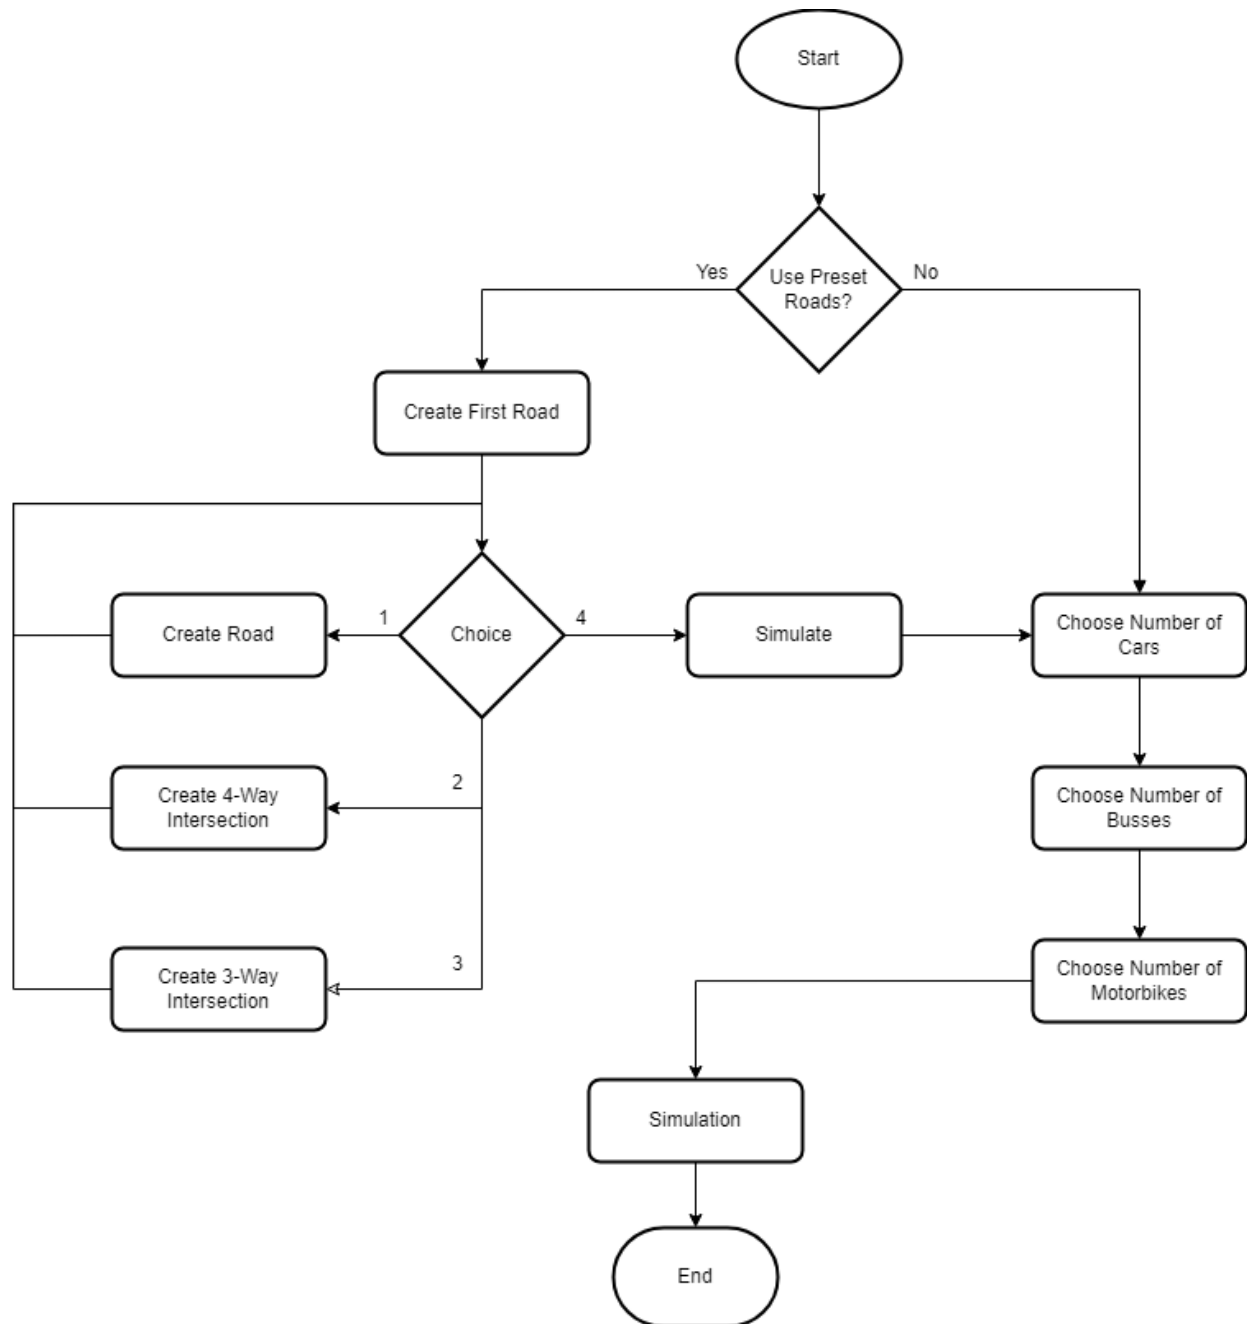 Start
Use Preset
Roads?
Yes
No
Create First Road
Choice
1
4
2
3
Create Road
Simulate
Choose Number of
Cars
Create 4-Way
Intersection
Choose Number of
Busses
Create 3-Way
Intersection
Choose Number of
Motorbikes
Simulation
End